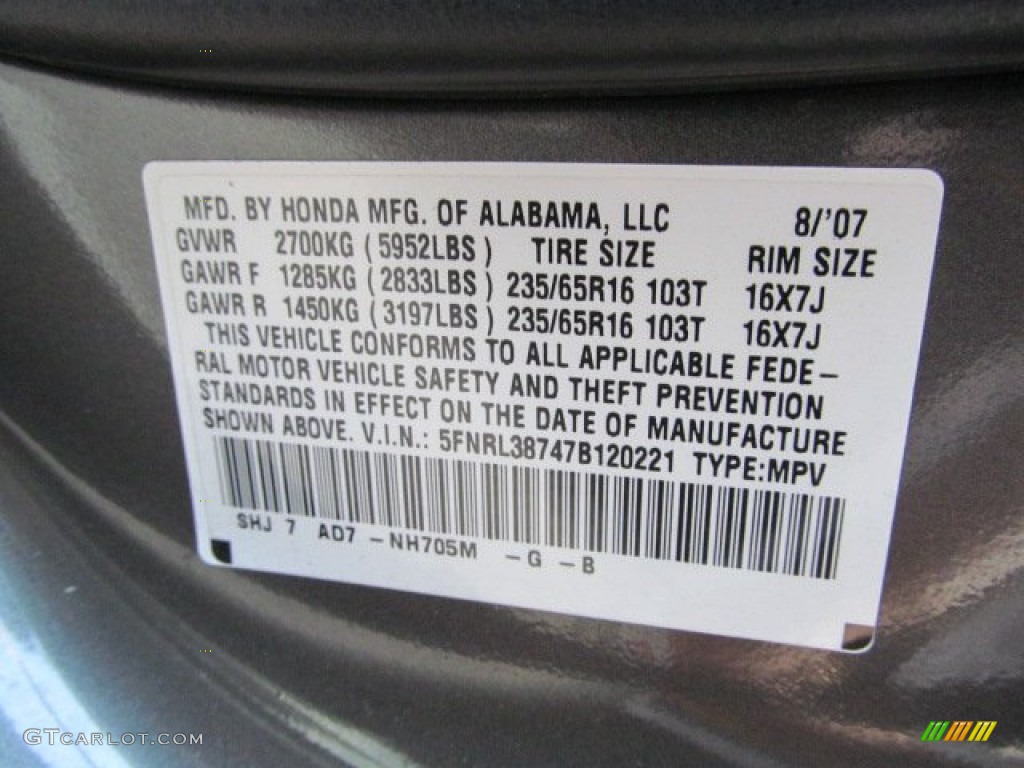 MFD. BY HONDA MFG. OF ALABAMA, LLC 8/'07
GVWR 2700KG (5952LBS) TIRE SIZE RIM SIZE
GAWR F 1285KG (2833LBS) 235/65R16 103T 16X7J
GAWR R 1450KG (3197LBS) 235/65R16 103T 16X7J
THIS VEHICLE CONFORMS TO ALL APPLICABLE FEDE–
RAL MOTOR VEHICLE SAFETY AND THEFT PREVENTION
STANDARDS IN EFFECT ON THE DATE OF MANUFACTURE
SHOWN ABOVE. V.I.N.: 5FNRL38747B120221 TYPE:MPV
SHJ 7 AD7 –NH705M –G –B
GTCARLOT.COM